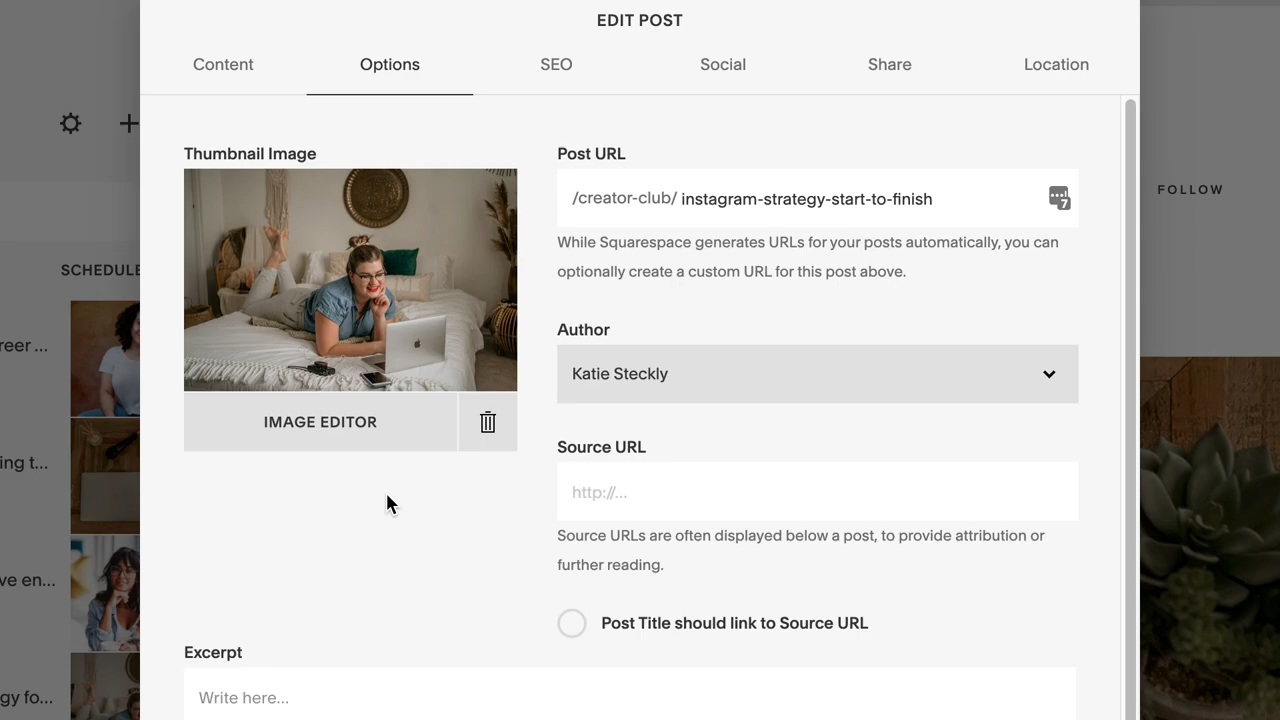 EDIT POST
Content
Options
SEO
Social
Share
Location
Thumbnail Image
IMAGE EDITOR
Post URL
/creator-club/ instagram-strategy-start-to-finish
7
While Squarespace generates URLs for your posts automatically, you can
optionally create a custom URL for this post above.
Author
Katie Steckly
Source URL
http://...
Source URLs are often displayed below a post, to provide attribution or
further reading.
Post Title should link to Source URL
Excerpt
Write here...
FOLLOW
SCHEDULE
reer ...
ing t...
ve en...
gy fo...